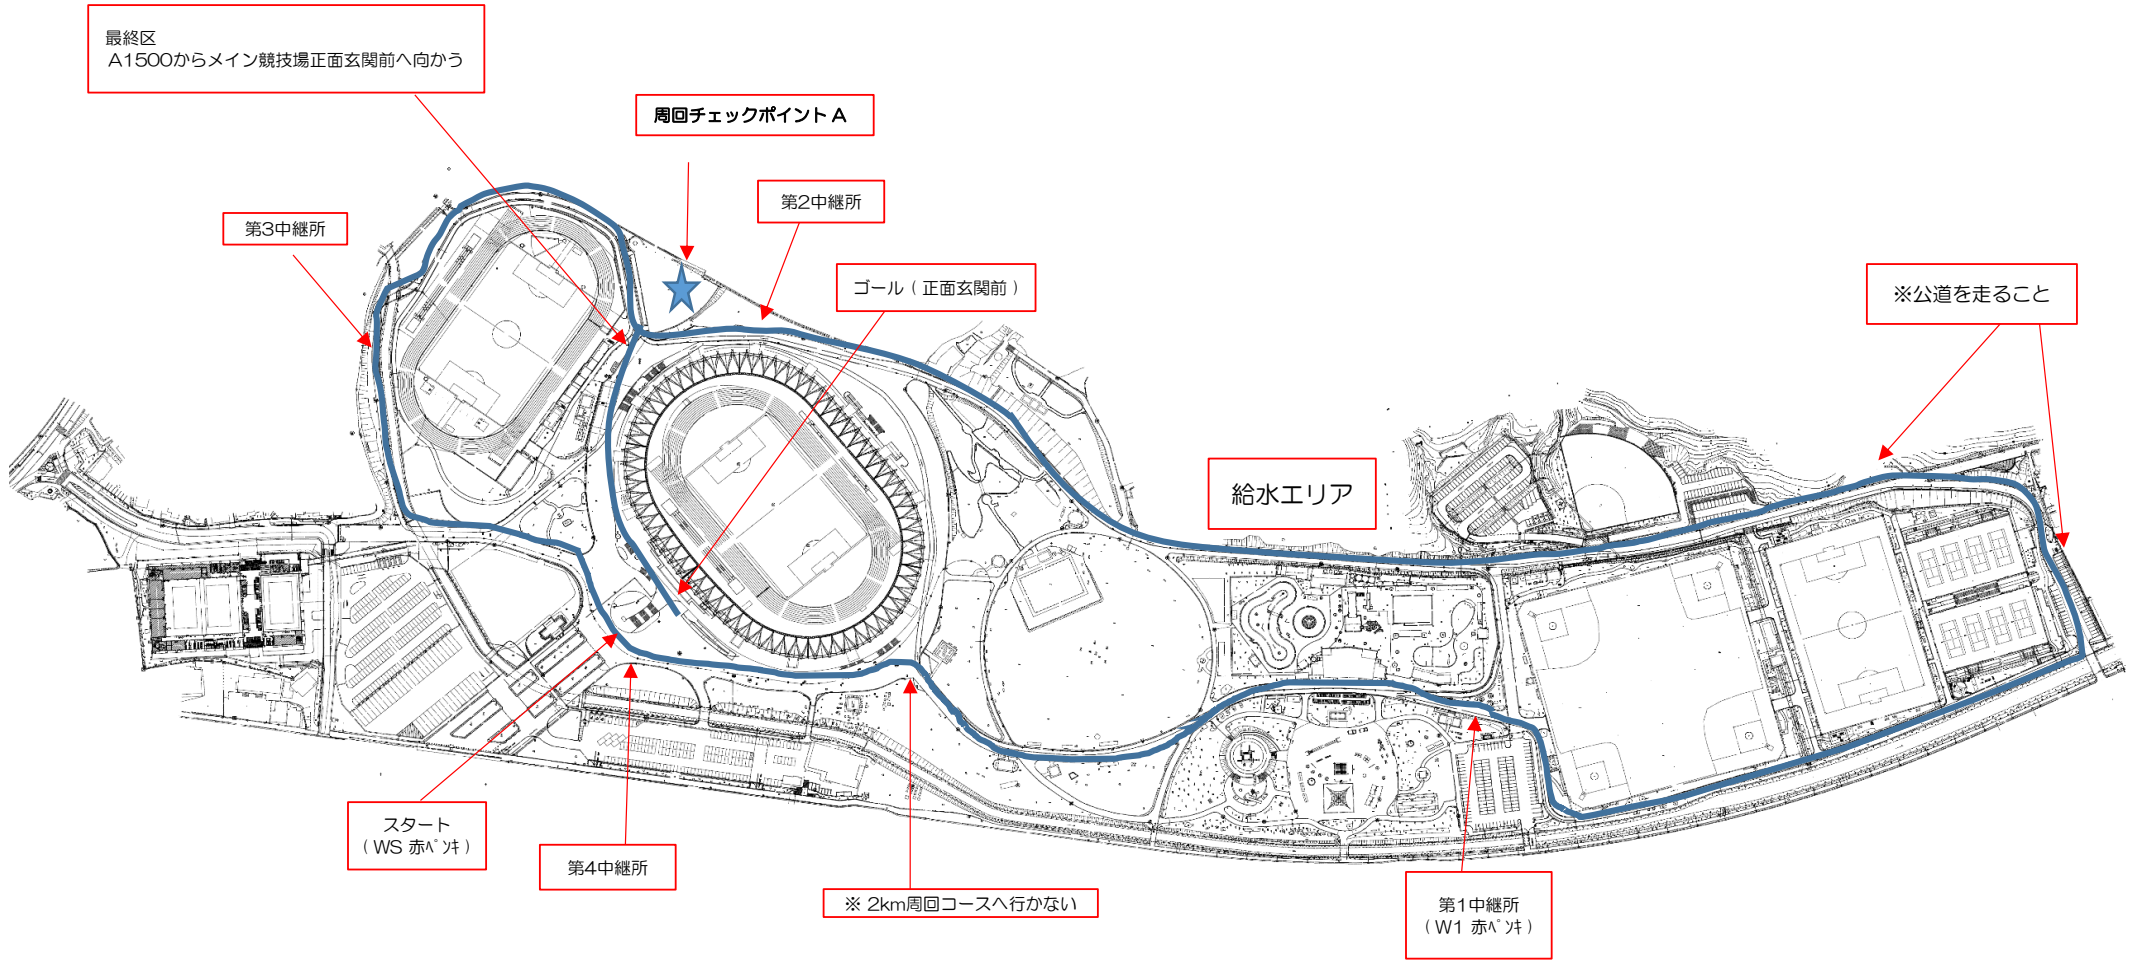 最終区
A1500からメイン競技場正面玄関前へ向かう
周回チェックポイント A
第2中継所
第3中継所
ゴール（正面玄関前）
※公道を走ること
給水エリア
スタート
（WS 赤ﾍﾟﾝｷ）
第4中継所
※ 2km周回コースへ行かない
第1中継所
（W1 赤ﾍﾟﾝｷ）